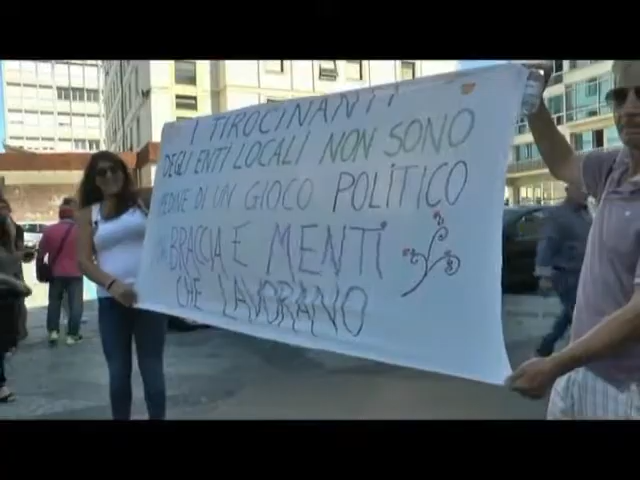 I TIROCINANTI
DEGLI ENTI LOCALI NON SONO
PEDINE DI UN GIOCO POLITICO
MA BRACCIA E MENTI
CHE LAVORANO